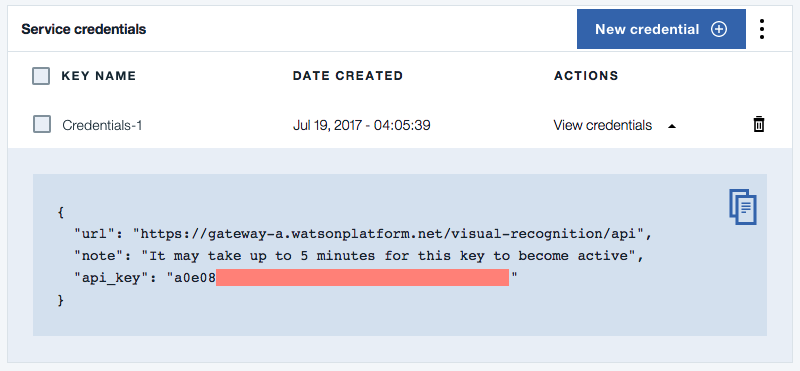 Service credentials
New credential
KEY NAME DATE CREATED ACTIONS
Credentials-1 Jul 19, 2017 - 04:05:39 View credentials
{
"url": "https://gateway-a.watsonplatform.net/visual-recognition/api",
"note": "It may take up to 5 minutes for this key to become active",
"api_key": "a0e08 "
}